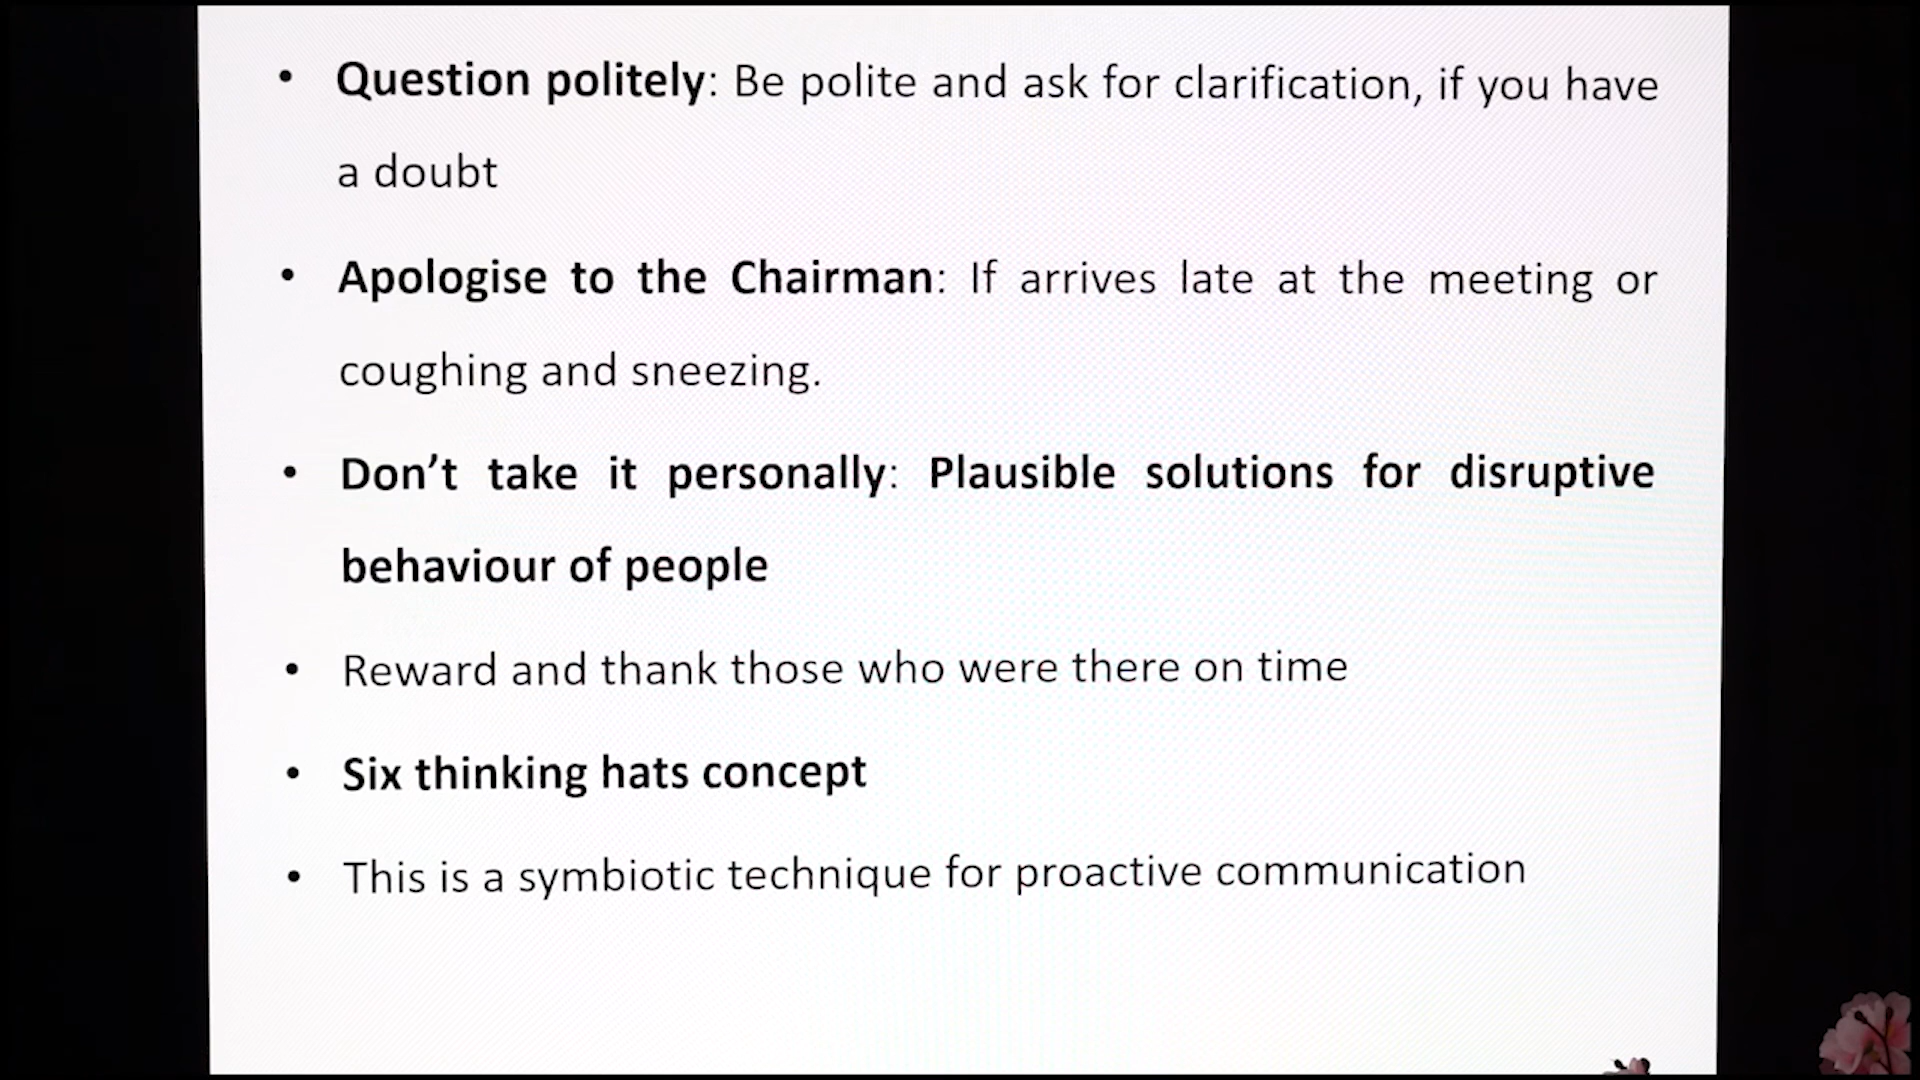 • Question politely: Be polite and ask for clarification, if you have
a doubt
• Apologise to the Chairman: If arrives late at the meeting or
coughing and sneezing.
• Don’t take it personally: Plausible solutions for disruptive
behaviour of people
• Reward and thank those who were there on time
• Six thinking hats concept
• This is a symbiotic technique for proactive communication